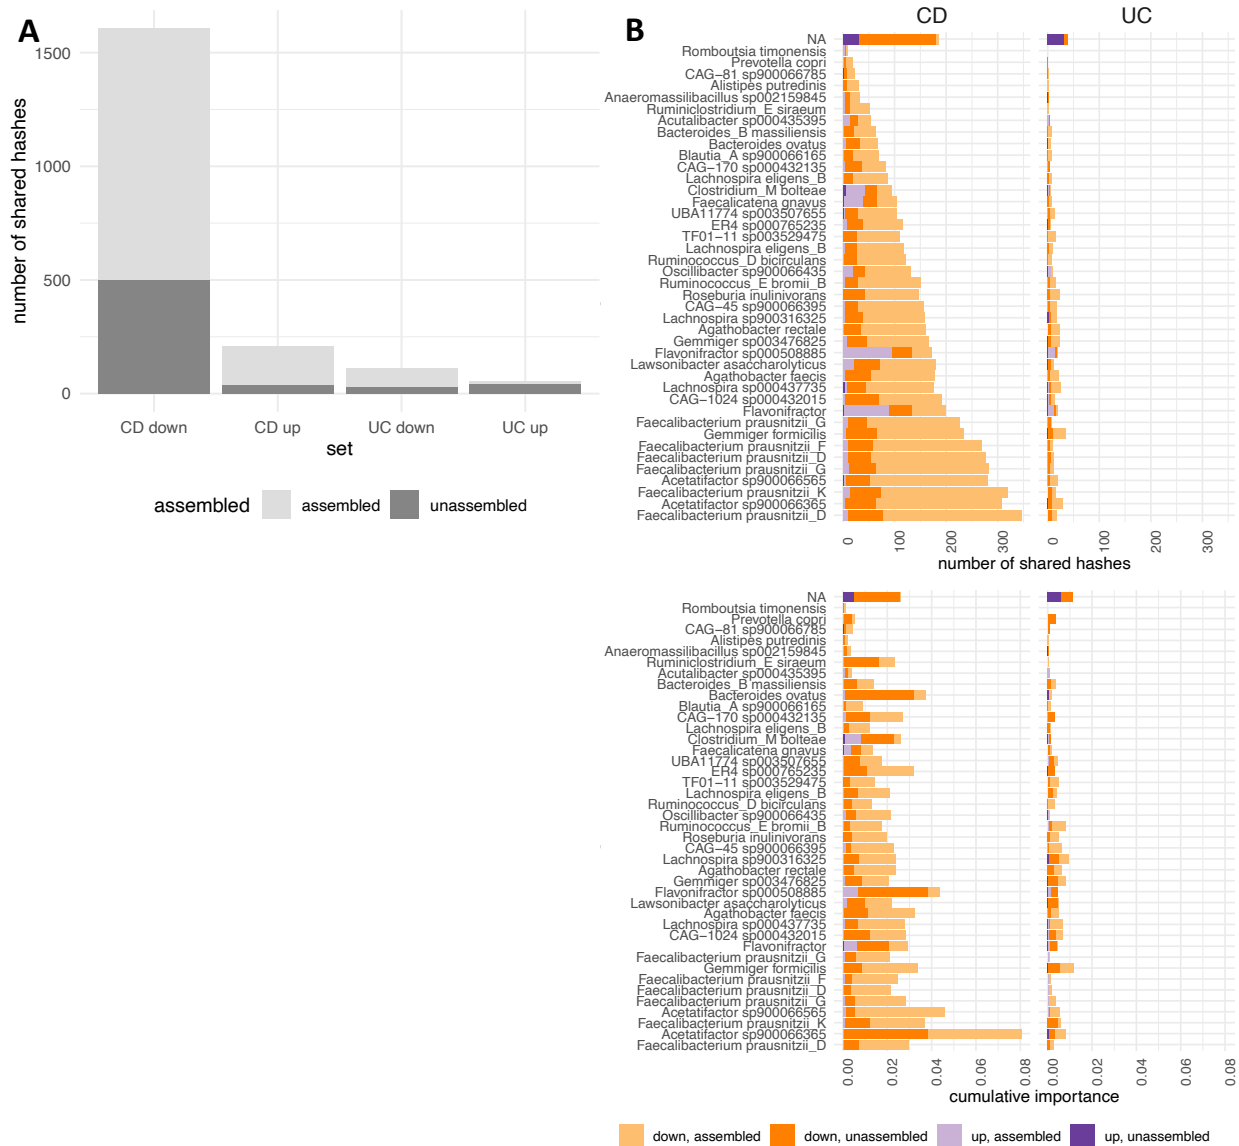 A
number of shared hashes
1500
1000
500
0
CD down
CD up
UC down
UC up
set
assembled
assembled
unassembled
B
CD
UC
NA
Romboutsia timonensis
Prevotella copri
CAG−81 sp900066785
Alistipes putredinis
Anaeromassilibacillus sp002159845
Ruminiclostridium_E siraeum
Acutalibacter sp000435395
Bacteroides_B massiliensis
Bacteroides ovatus
Blautia_A sp900066165
CAG−170 sp000432135
Lachnospira eligens_B
Clostridium_M bolteae
Faecalicatena gnavus
UBA11774 sp003507655
ER4 sp000765235
TF01−11 sp003529475
Lachnospira eligens_B
Ruminococcus_D bicirculans
Oscillibacter sp900066435
Ruminococcus_E bromii_B
Roseburia inulinivorans
CAG−45 sp900066395
Lachnospira sp900316325
Agathobacter rectale
Gemmiger sp003476825
Flavonifractor sp000508885
Lawsonibacter asaccharolyticus
Agathobacter faecis
Lachnospira sp000437735
CAG−1024 sp000432015
Flavonifractor
Faecalibacterium prausnitzii_G
Gemmiger formicilis
Faecalibacterium prausnitzii_F
Faecalibacterium prausnitzii_D
Faecalibacterium prausnitzii_G
Acetatifactor sp900066565
Faecalibacterium prausnitzii_K
Acetatifactor sp900066365
Faecalibacterium prausnitzii_D
0 100 200 300 0 100 200 300
number of shared hashes
NA
Romboutsia timonensis
Prevotella copri
CAG−81 sp900066785
Alistipes putredinis
Anaeromassilibacillus sp002159845
Ruminiclostridium_E siraeum
Acutalibacter sp000435395
Bacteroides_B massiliensis
Bacteroides ovatus
Blautia_A sp900066165
CAG−170 sp000432135
Lachnospira eligens_B
Clostridium_M bolteae
Faecalicatena gnavus
UBA11774 sp003507655
ER4 sp000765235
TF01−11 sp003529475
Lachnospira eligens_B
Ruminococcus_D bicirculans
Oscillibacter sp900066435
Ruminococcus_E bromii_B
Roseburia inulinivorans
CAG−45 sp900066395
Lachnospira sp900316325
Agathobacter rectale
Gemmiger sp003476825
Flavonifractor sp000508885
Lawsonibacter asaccharolyticus
Agathobacter faecis
Lachnospira sp000437735
CAG−1024 sp000432015
Flavonifractor
Faecalibacterium prausnitzii_G
Gemmiger formicilis
Faecalibacterium prausnitzii_F
Faecalibacterium prausnitzii_D
Faecalibacterium prausnitzii_G
Acetatifactor sp900066565
Faecalibacterium prausnitzii_K
Acetatifactor sp900066365
Faecalibacterium prausnitzii_D
0.00 0.02 0.04 0.06 0.08 0.00 0.02 0.04 0.06 0.08
cumulative importance
down, assembled
down, unassembled
up, assembled
up, unassembled